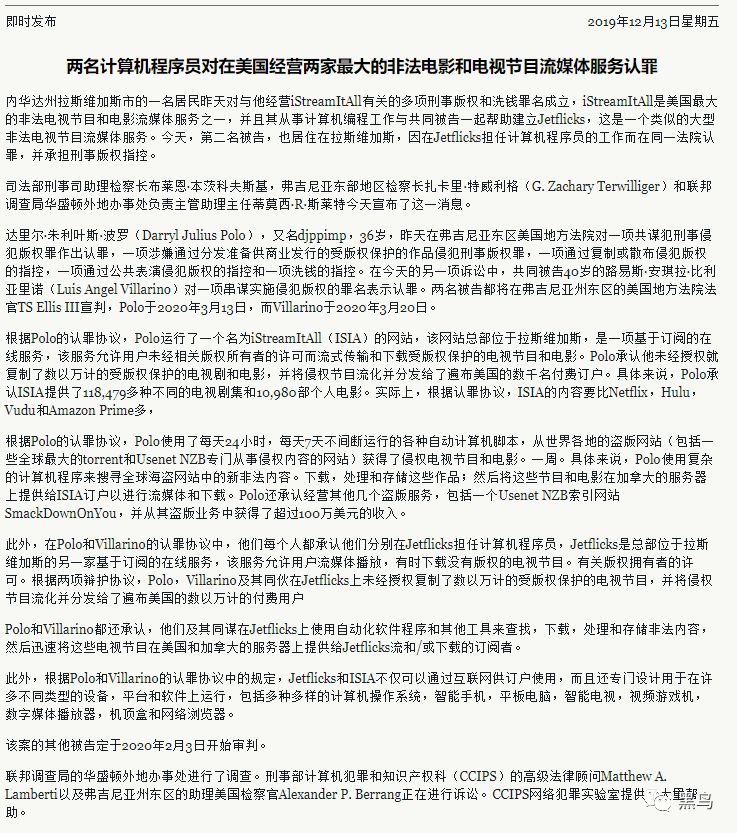 即时发布 2019年12月13日星期五
两名计算机程序员对在美国经营两家最大的非法电影和电视节目流媒体服务认罪
内华达州拉斯维加斯市的一名居民昨天对与他经营iStreamItAll有关的多项刑事版权和洗钱罪名成立，iStreamItAll是美国最大
的非法电视节目和电影流媒体服务之一，并且其从事计算机编程工作与共同被告一起帮助建立Jetflicks，这是一个类似的大型
非法电视节目流媒体服务。今天，第二名被告，也居住在拉斯维加斯，因在Jetflicks担任计算机程序员的工作而在同一法院认
罪，并承担刑事版权指控。
司法部刑事司助理检察长布莱恩·本茨科夫斯基，弗吉尼亚东部地区检察长扎卡里·特威利格（G. Zachary Terwilliger）和联邦
调查局华盛顿外地办事处负责主管助理主任蒂莫西·R·斯莱特今天宣布了这一消息。
达里尔·朱利叶斯·波罗（Darryl Julius Polo），又名djppimp，36岁，昨天在弗吉尼亚东区美国地方法院对一项共谋犯刑事侵
犯版权罪作出认罪，一项涉嫌通过分发准备供商业发行的受版权保护的作品侵犯刑事版权罪，一项通过复制或散布侵犯版权
的指控，一项通过公共表演侵犯版权的指控和一项洗钱的指控。在今天的另一项诉讼中，共同被告40岁的路易斯·安琪拉·比利
亚里诺（Luis Angel Villarino）对一项串谋实施侵犯版权的罪名表示认罪。两名被告都将在弗吉尼亚州东区的美国地方法院法
官TS Ellis III宣判，Polo于2020年3月13日，而Villarino于2020年3月20日。
根据Polo的认罪协议，Polo运行了一个名为iStreamItAll（ISIA）的网站，该网站总部位于拉斯维加斯，是一项基于订阅的在
线服务，该服务允许用户未经相关版权所有者的许可而流式传输和下载受版权保护的电视节目和电影。Polo承认他未经授权就
复制了数以万计的受版权保护的电视剧和电影，并将侵权节目流化并分发给了遍布美国的数千名付费订户。具体来说，Polo承
认ISIA提供了118,479多种不同的电视剧集和10,980部个人电影。实际上，根据认罪协议，ISIA的内容要比Netflix，Hulu，
Vudu和Amazon Prime多，
根据Polo的认罪协议，Polo使用了每天24小时，每天7天不间断运行的各种自动计算机脚本，从世界各地的盗版网站（包括一
些全球最大的torrent和Usenet NZB专门从事侵权内容的网站）获得了侵权电视节目和电影。一周。具体来说，Polo使用复杂
的计算机程序来搜寻全球海盗网站中的新非法内容。下载，处理和存储这些作品；然后将这些节目和电影在加拿大的服务器
上提供给ISIA订户以进行流媒体和下载。Polo还承认经营其他几个盗版服务，包括一个Usenet NZB索引网站
SmackDownOnYou，并从其盗版业务中获得了超过100万美元的收入。
此外，在Polo和Villarino的认罪协议中，他们每个人都承认他们分别在Jetflicks担任计算机程序员，Jetflicks是总部位于拉斯
维加斯的另一家基于订阅的在线服务，该服务允许用户流媒体播放，有时下载没有版权的电视节目。有关版权拥有者的许
可。根据两项辩护协议，Polo，Villarino及其同伙在Jetflicks上未经授权复制了数以万计的受版权保护的电视节目，并将侵权
节目流化并分发给了遍布美国的数以万计的付费用户
Polo和Villarino都还承认，他们及其同谋在Jetflicks上使用自动化软件程序和其他工具来查找，下载，处理和存储非法内容，
然后迅速将这些电视节目在美国和加拿大的服务器上提供给Jetflicks流和/或下载的订阅者。
此外，根据Polo和Villarino的认罪协议中的规定，Jetflicks和ISIA不仅可以通过互联网供订户使用，而且还专门设计用于在许
多不同类型的设备，平台和软件上运行，包括多种多样的计算机操作系统，智能手机，平板电脑，智能电视，视频游戏机，
数字媒体播放器，机顶盒和网络浏览器。
该案的其他被告定于2020年2月3日开始审判。
联邦调查局的华盛顿外地办事处进行了调查。刑事部计算机犯罪和知识产权科（CCIPS）的高级法律顾问Matthew A.
Lamberti以及弗吉尼亚州东区的助理美国检察官Alexander P. Berrang正在进行诉讼。CCIPS网络犯罪实验室提供了大量帮
助。
黑鸟